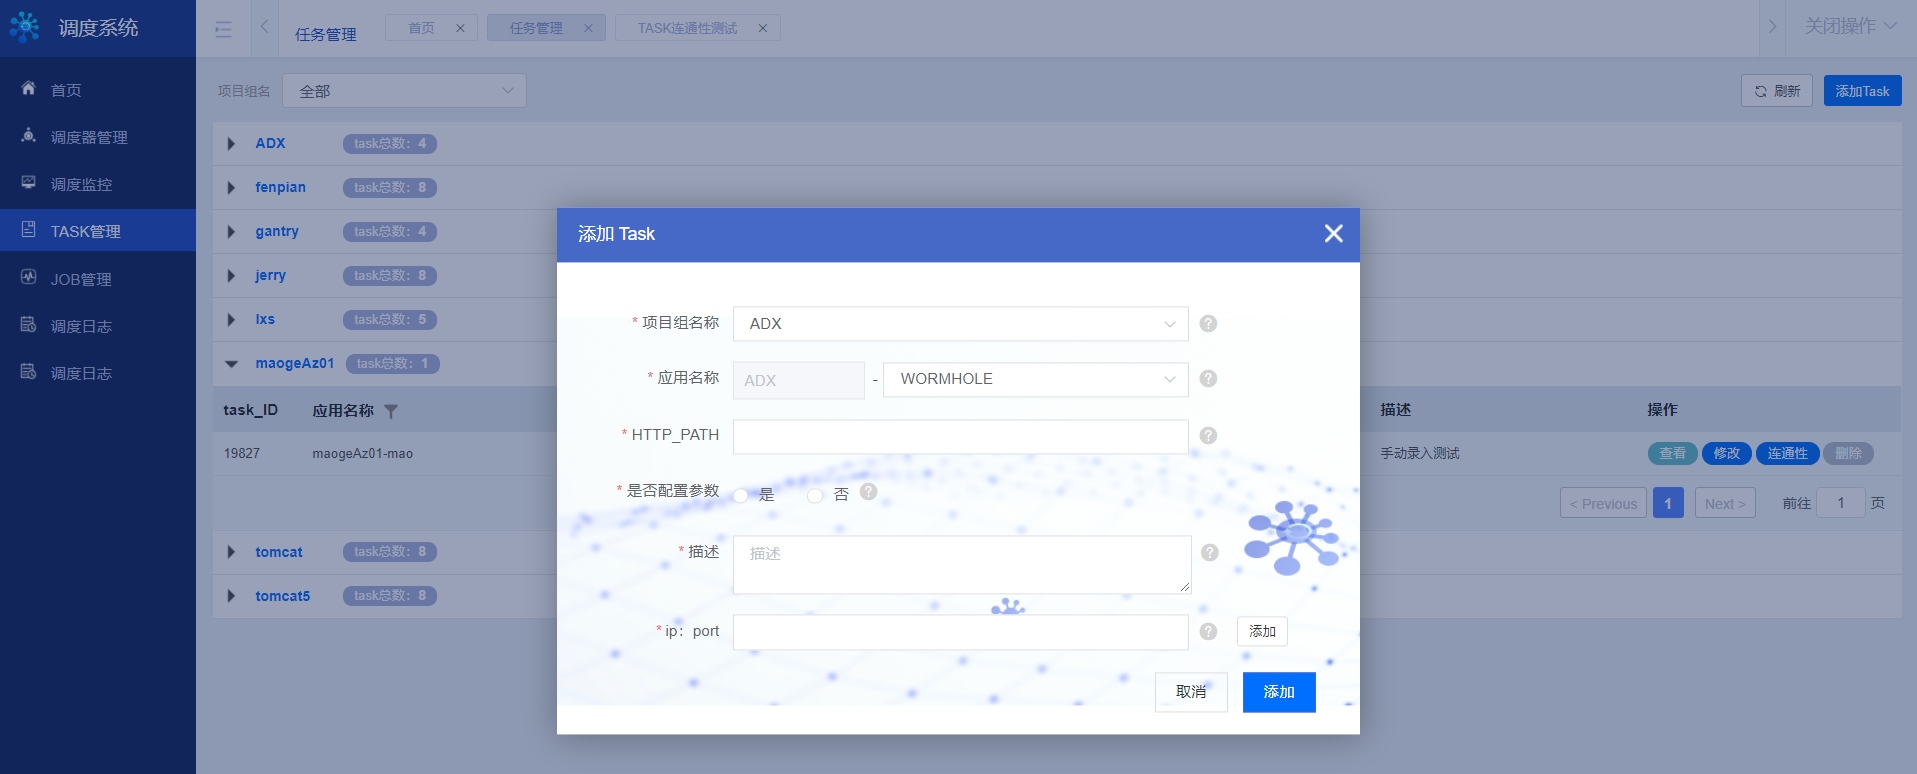 调度系统
任务管理
首页
任务管理
TASK连通性测试
关闭操作
首页
调度器管理
调度监控
TASK管理
JOB管理
调度日志
调度日志
项目组名
全部
刷新
添加Task
ADX
task总数：4
fenpian
task总数：8
gantry
task总数：4
jerry
task总数：8
lxs
task总数：5
maogeAz01
task总数：1
task_ID
应用名称
描述
操作
19827
maogeAz01-mao
手动录入测试
查看
修改
连通性
删除
< Previous
1
Next >
前往
1
页
tomcat
task总数：8
tomcat5
task总数：8
添加 Task
* 项目组名称
ADX
?
* 应用名称
ADX
-
WORMHOLE
?
* HTTP_PATH
?
* 是否配置参数
是
否
?
* 描述
描述
?
* ip：port
?
添加
取消
添加